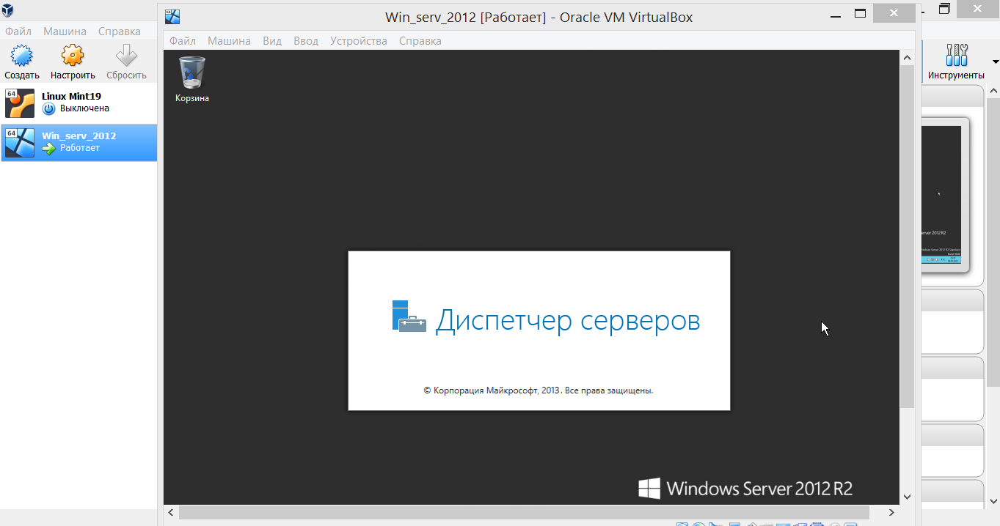 Win_serv_2012 [Работает] - Oracle VM VirtualBox
Файл Машина Справка
Файл Машина Вид Ввод Устройства Справка
Создать Настроить Сбросить
Инструменты
64
Linux Mint19
Выключена
64
Win_serv_2012
Работает
Корзина
Диспетчер серверов
© Корпорация Майкрософт, 2013. Все права защищены.
Windows Server 2012 R2
erver 2012 R2